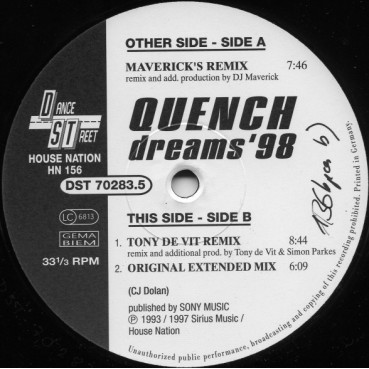 OTHER SIDE - SIDE A
MAVERICK'S REMIX 7:46
remix and add. production by DJ Maverick
DANCE
STREET
HOUSE NATION
HN 156
DST 70283.5
QUENCH
dreams '98
LC 6813
GEMA
BIEM
33 1/3 RPM
THIS SIDE - SIDE B
1. TONY DE VIT REMIX 8:44
remix and additional prod. by Tony de Vit & Simon Parkes
2. ORIGINAL EXTENDED MIX 6:09
(CJ Dolan)
published by SONY MUSIC
℗ 1993 / 1997 Sirius Music /
House Nation
Unauthorized public performance, broadcasting and copying of this recording prohibited. Printed in Germany.